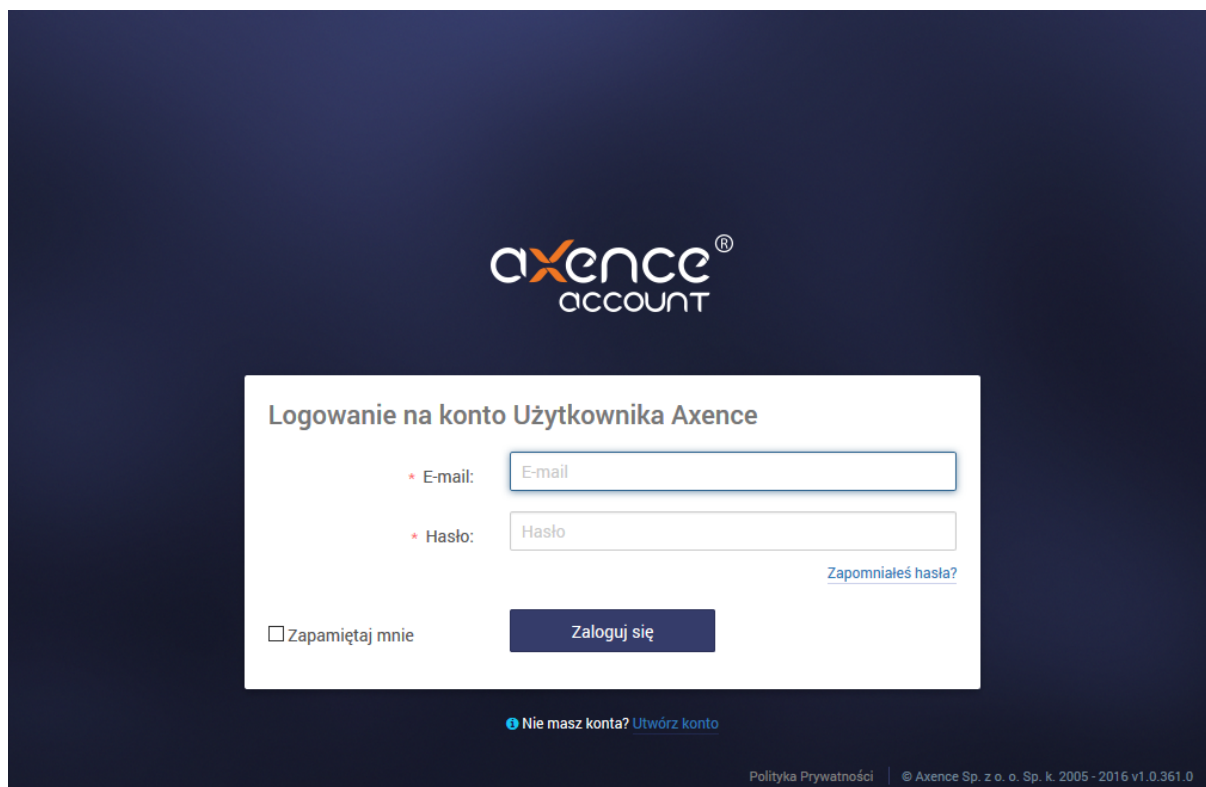 axence®
account
Logowanie na konto Użytkownika Axence
* E-mail:
E-mail
* Hasło:
Hasło
Zapomniałeś hasła?
Zapamiętaj mnie
Zaloguj się
Nie masz konta? Utwórz konto
Polityka Prywatności © Axence Sp. z o. o. Sp. k. 2005 - 2016 v1.0.361.0